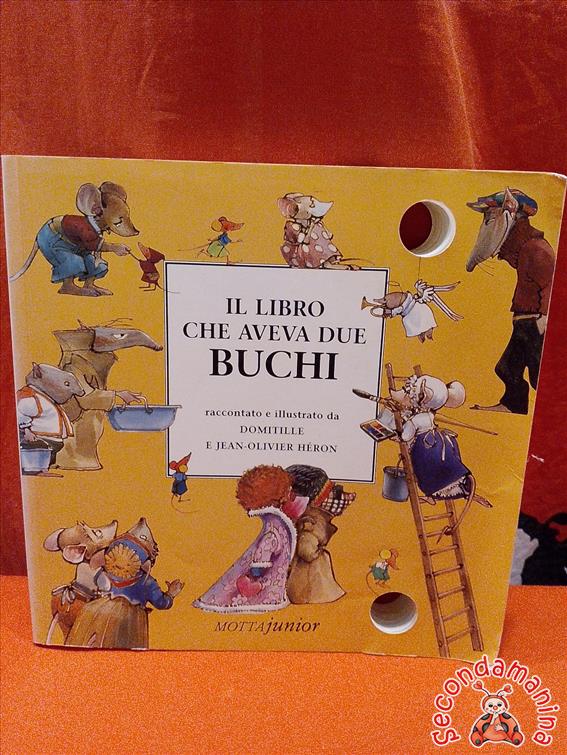 IL LIBRO
CHE AVEVA DUE
BUCHI
raccontato e illustrato da
DOMITILLE
E JEAN-OLIVIER HÉRON
MOTTAjunior
Secondamanina